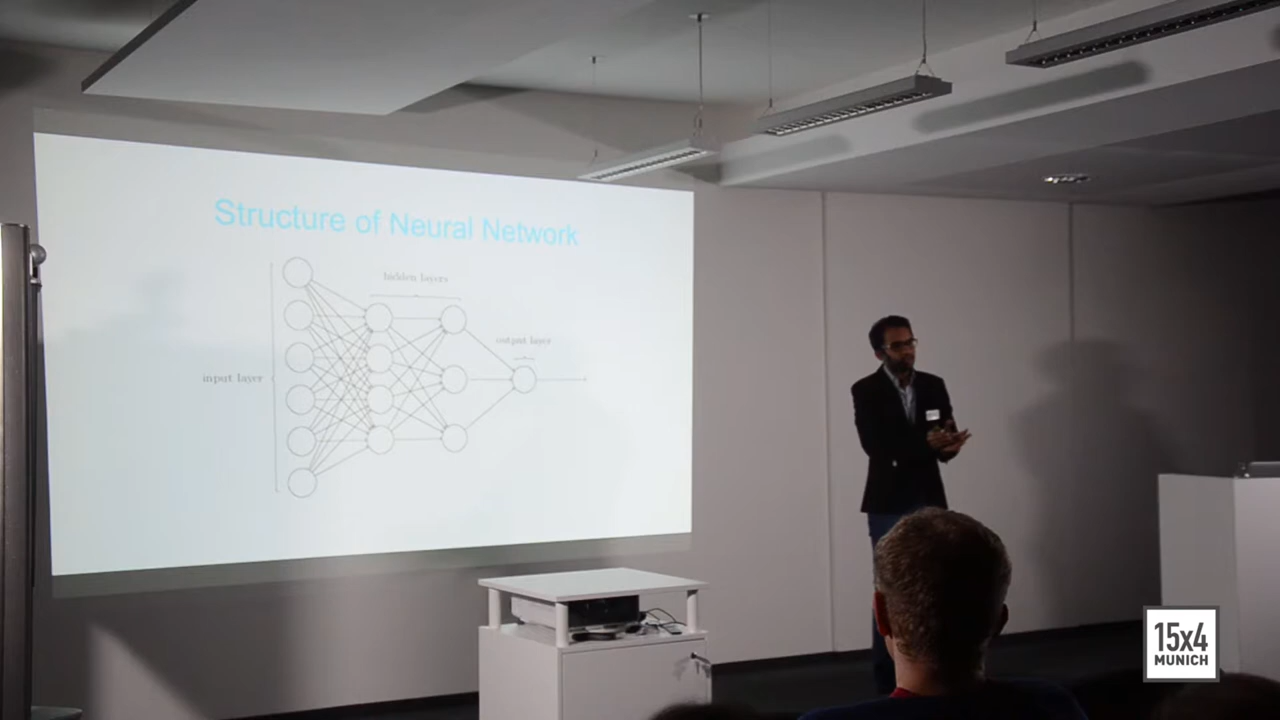 Structure of Neural Network
hidden layers
output layer
input layer
15x4
MUNICH